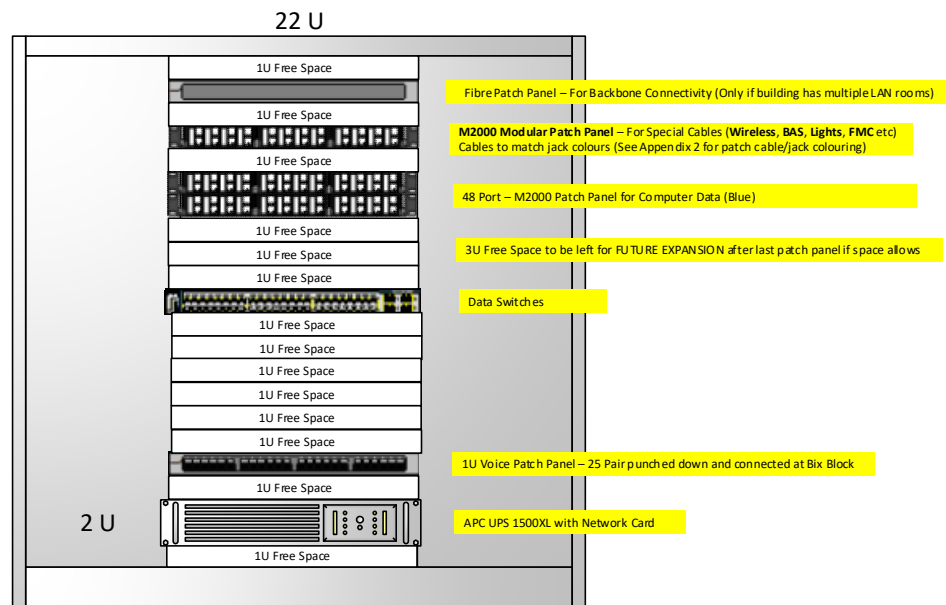 22 U
1U Free Space
Fibre Patch Panel – For Backbone Connectivity (Only if building has multiple LAN rooms)
1U Free Space
M2000 Modular Patch Panel – For Special Cables (Wireless, BAS, Lights, FMC etc)
Cables to match jack colours (See Appendix 2 for patch cable/jack colouring)
1U Free Space
48 Port – M2000 Patch Panel for Computer Data (Blue)
1U Free Space
1U Free Space
3U Free Space to be left for FUTURE EXPANSION after last patch panel if space allows
1U Free Space
Data Switches
1U Free Space
1U Free Space
1U Free Space
1U Free Space
1U Free Space
1U Free Space
1U Voice Patch Panel – 25 Pair punched down and connected at Bix Block
1U Free Space
2 U
APC UPS 1500XL with Network Card
1U Free Space